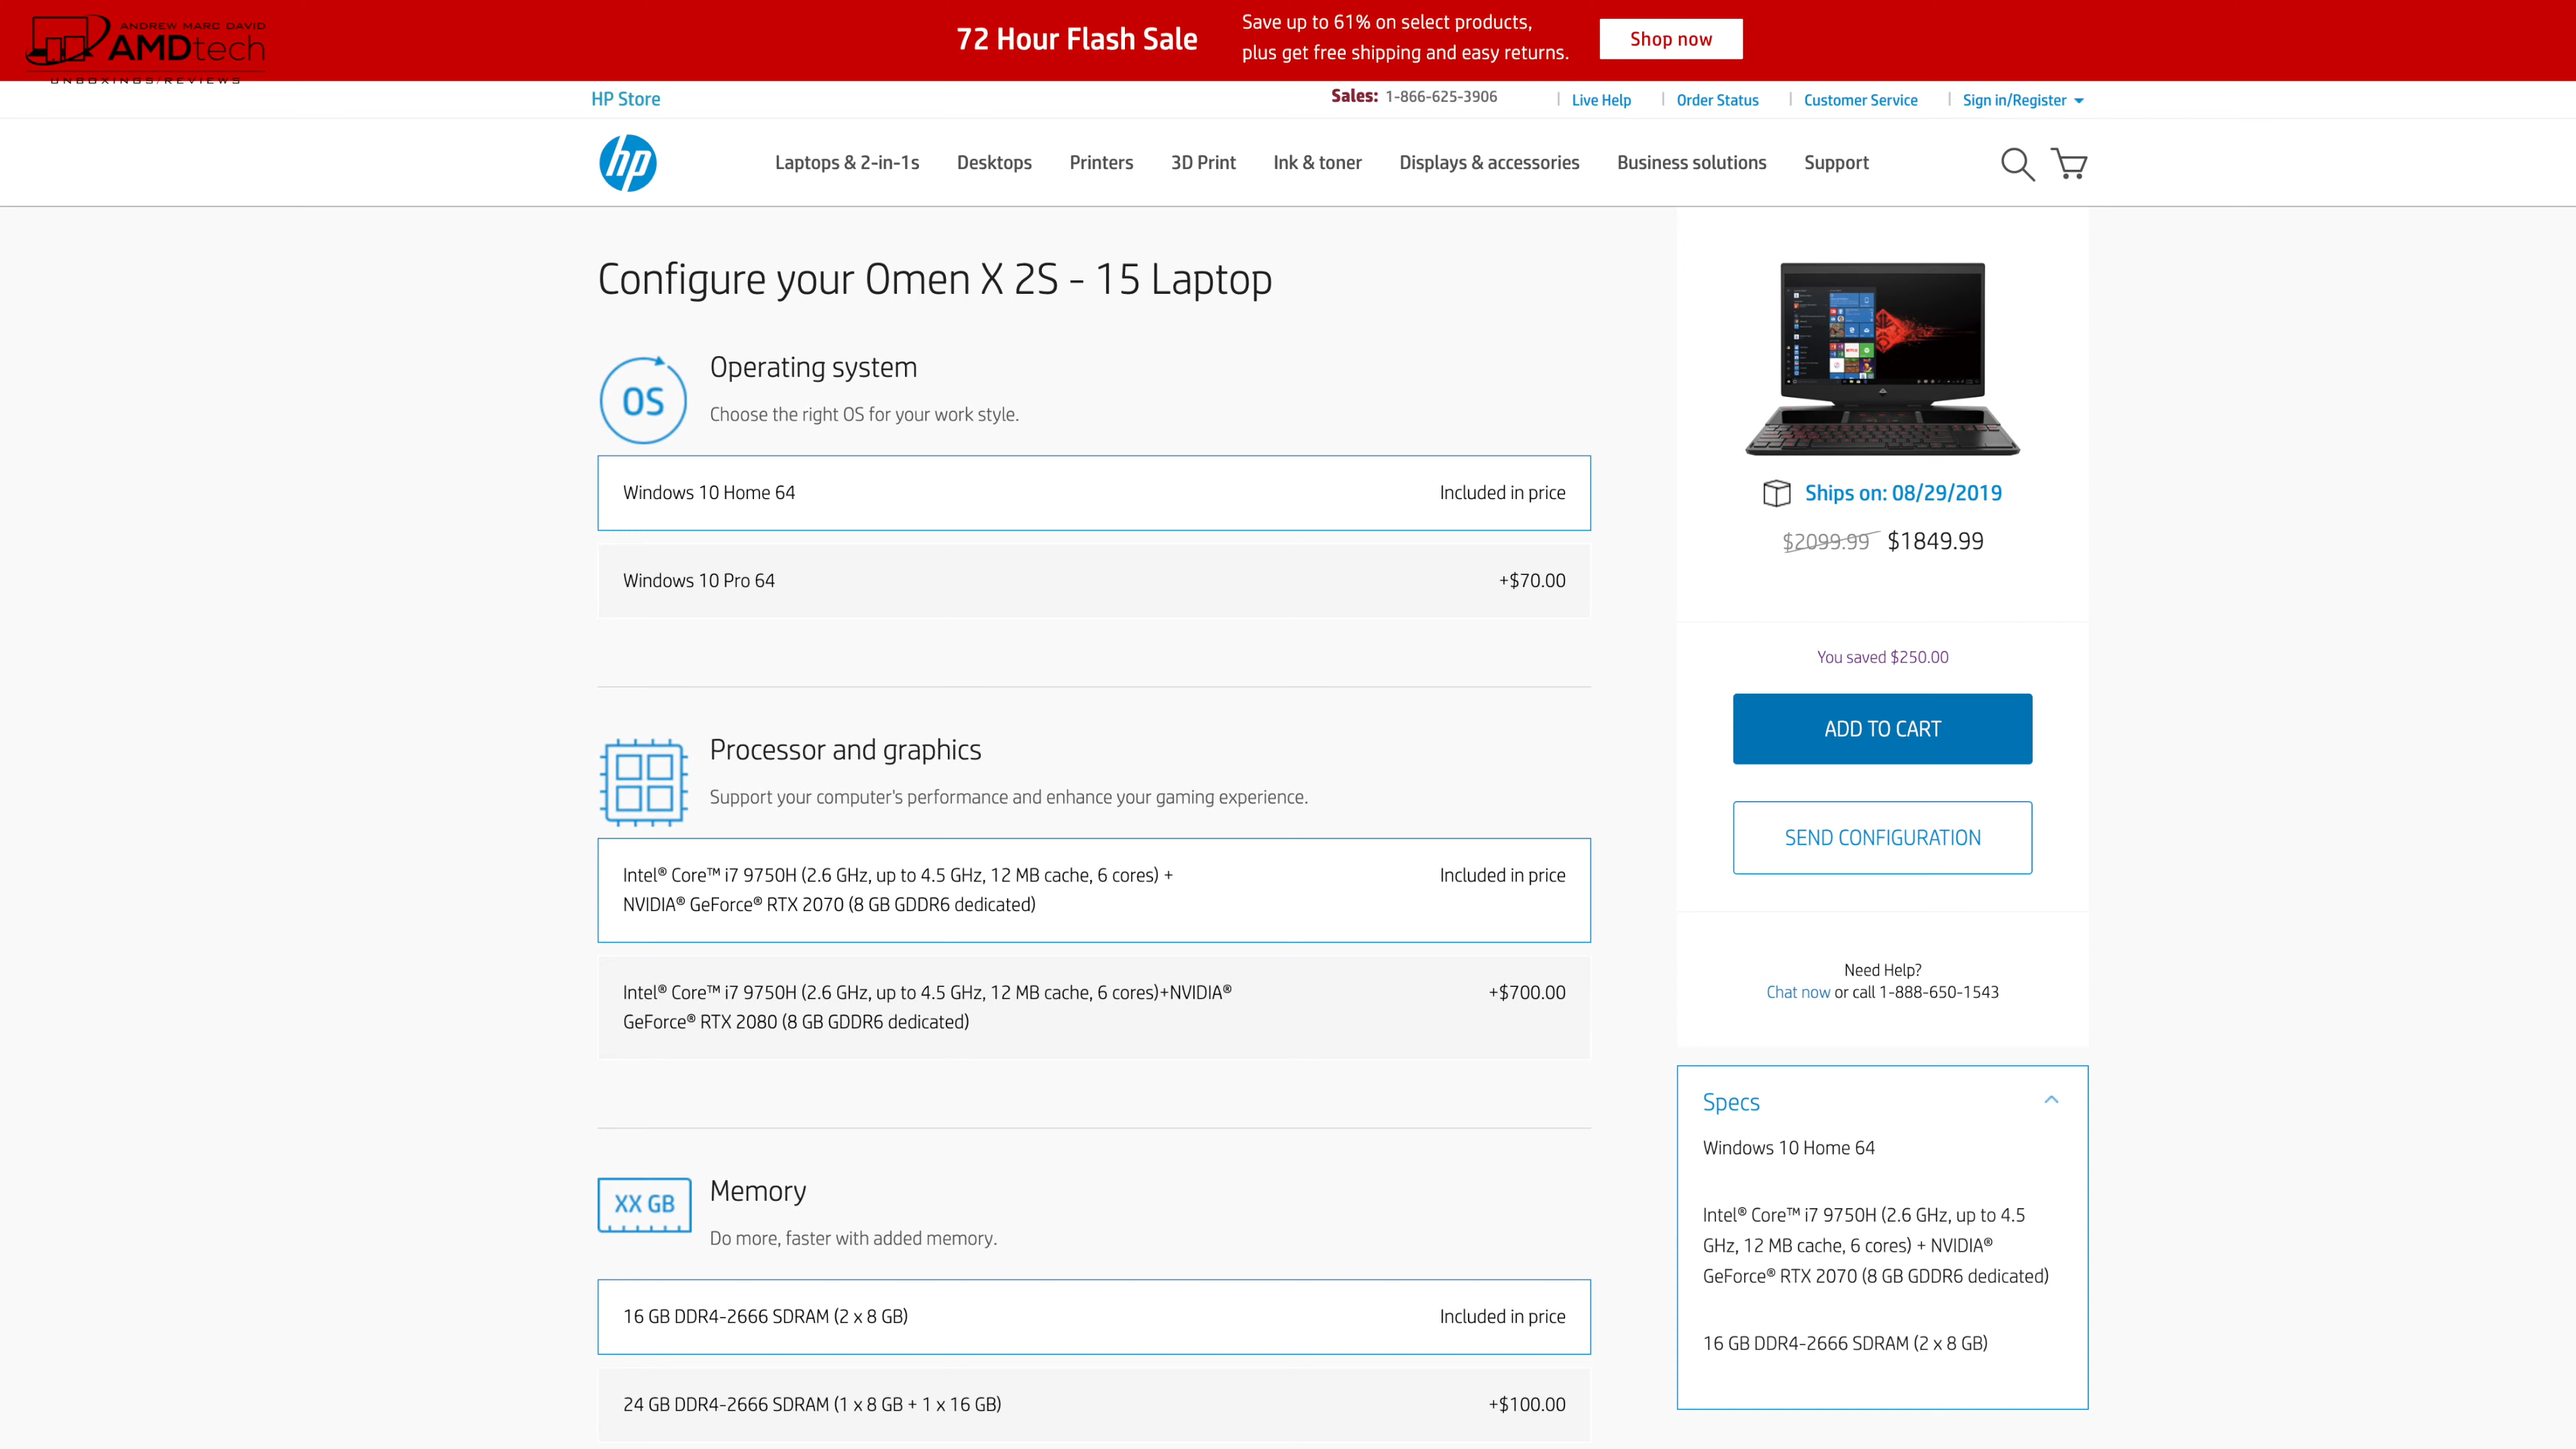 ANDREW MARC DAVID
AMDtech
UNBOXINGS/REVIEWS
72 Hour Flash Sale
Save up to 61% on select products,
plus get free shipping and easy returns.
Shop now
HP Store
Sales: 1-866-625-3906
Live Help
Order Status
Customer Service
Sign in/Register
hp
Laptops & 2-in-1s
Desktops
Printers
3D Print
Ink & toner
Displays & accessories
Business solutions
Support
Configure your Omen X 2S - 15 Laptop
OS
Operating system
Choose the right OS for your work style.
Windows 10 Home 64
Included in price
Windows 10 Pro 64
+$70.00
Processor and graphics
Support your computer's performance and enhance your gaming experience.
Intel® Core™ i7 9750H (2.6 GHz, up to 4.5 GHz, 12 MB cache, 6 cores) +
NVIDIA® GeForce® RTX 2070 (8 GB GDDR6 dedicated)
Included in price
Intel® Core™ i7 9750H (2.6 GHz, up to 4.5 GHz, 12 MB cache, 6 cores)+NVIDIA®
GeForce® RTX 2080 (8 GB GDDR6 dedicated)
+$700.00
XX GB
Memory
Do more, faster with added memory.
16 GB DDR4-2666 SDRAM (2 x 8 GB)
Included in price
24 GB DDR4-2666 SDRAM (1 x 8 GB + 1 x 16 GB)
+$100.00
Ships on: 08/29/2019
$2099.99 $1849.99
You saved $250.00
ADD TO CART
SEND CONFIGURATION
Need Help?
Chat now or call 1-888-650-1543
Specs
Windows 10 Home 64
Intel® Core™ i7 9750H (2.6 GHz, up to 4.5
GHz, 12 MB cache, 6 cores) + NVIDIA®
GeForce® RTX 2070 (8 GB GDDR6 dedicated)
16 GB DDR4-2666 SDRAM (2 x 8 GB)